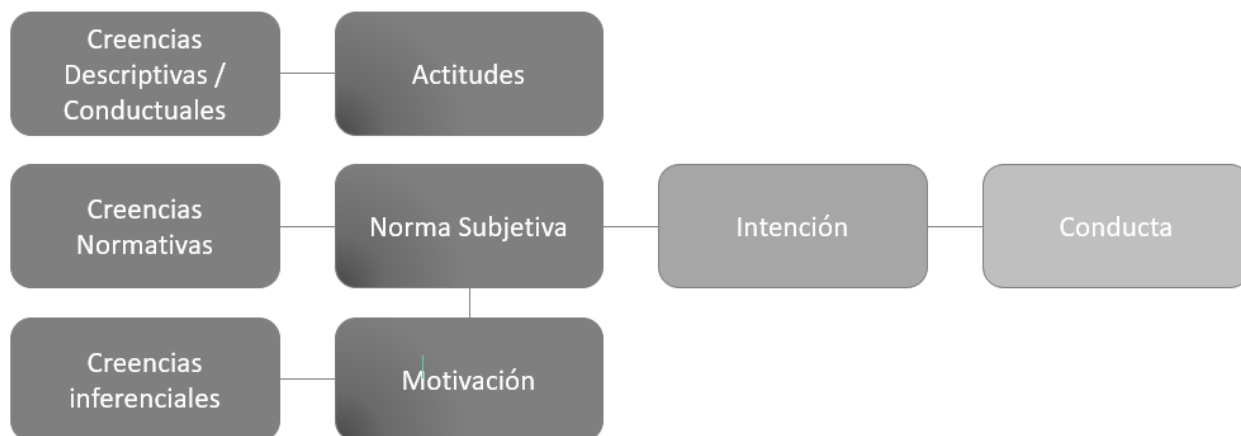 Creencias
Descriptivas /
Conductuales
Actitudes
Creencias
Normativas
Norma Subjetiva
Intención
Conducta
Creencias
inferenciales
Motivación